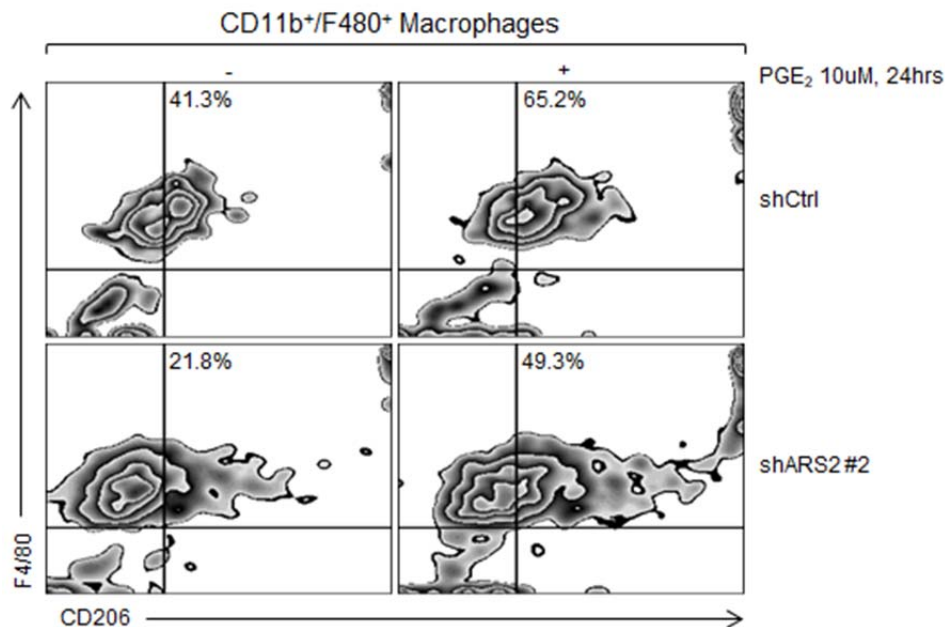 CD11b⁺/F480⁺ Macrophages
- + PGE₂ 10uM, 24hrs
41.3% 65.2%
shCtrl
21.8% 49.3%
shARS2 #2
F4/80
CD206